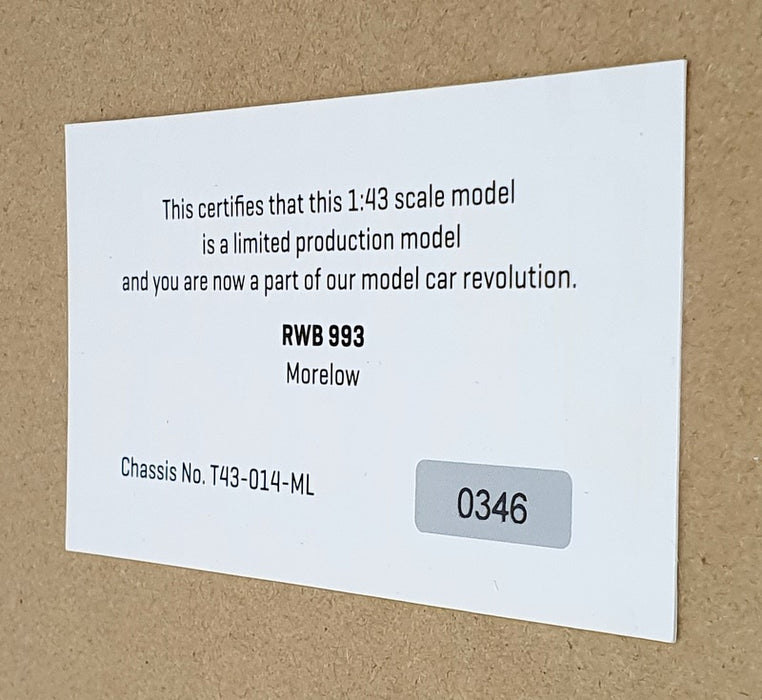 This certifies that this 1:43 scale model
is a limited production model
and you are now a part of our model car revolution.
RWB 993
Morelow
Chassis No. T43-014-ML
0346